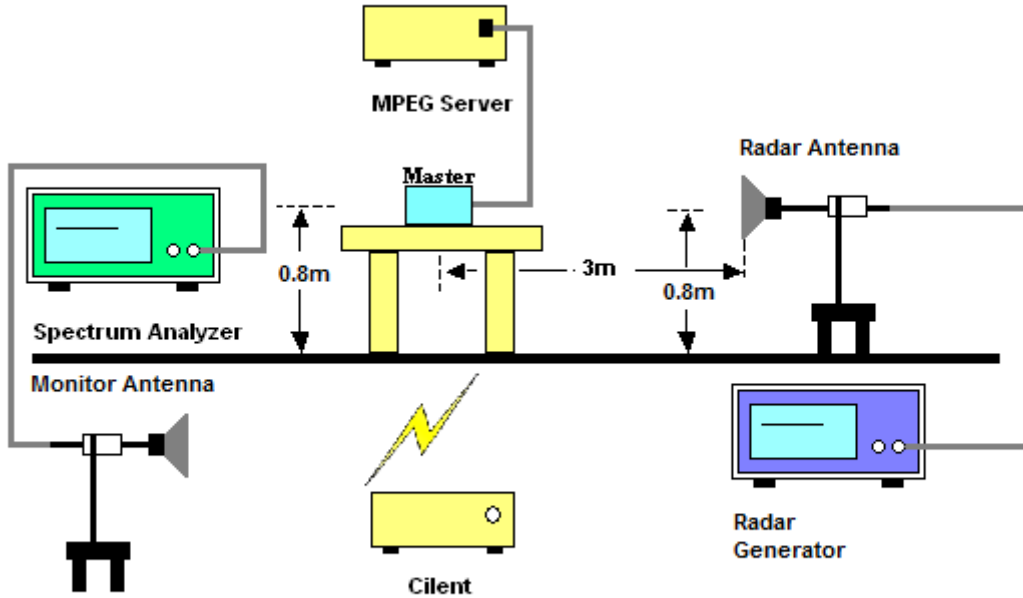 MPEG Server
Radar Antenna
Master
0.8m
3m
0.8m
Spectrum Analyzer
Monitor Antenna
Radar
Generator
Cilent